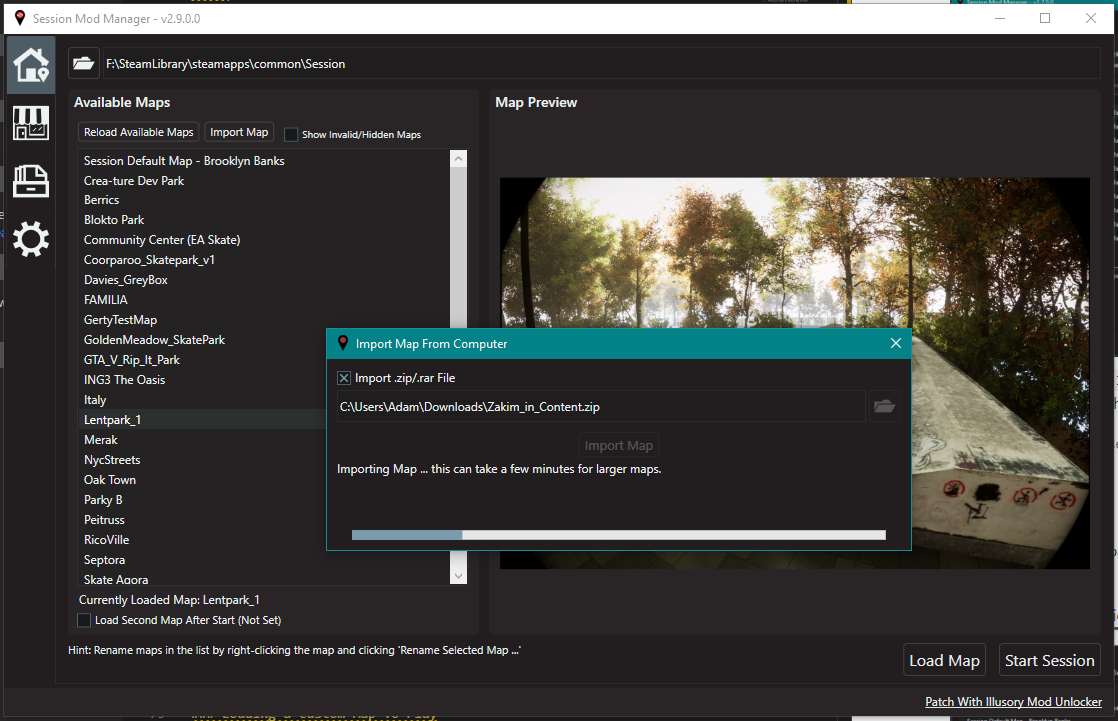 Session Mod Manager - v2.9.0.0
F:\SteamLibrary\steamapps\common\Session
Available Maps
Reload Available Maps
Import Map
Show Invalid/Hidden Maps
Session Default Map - Brooklyn Banks
Crea-ture Dev Park
Berrics
Blokto Park
Community Center (EA Skate)
Coorparoo_Skatepark_v1
Davies_GreyBox
FAMILIA
GertyTestMap
GoldenMeadow_SkatePark
GTA_V_Rip_It_Park
ING3 The Oasis
Italy
Lentpark_1
Merak
NycStreets
Oak Town
Parky B
Peitruss
RicoVille
Septora
Skate Agora
Currently Loaded Map: Lentpark_1
Load Second Map After Start (Not Set)
Map Preview
Import Map From Computer
Import .zip/.rar File
C:\Users\Adam\Downloads\Zakim_in_Content.zip
Import Map
Importing Map ... this can take a few minutes for larger maps.
Hint: Rename maps in the list by right-clicking the map and clicking 'Rename Selected Map ...'
Load Map
Start Session
Patch With Illusory Mod Unlocker